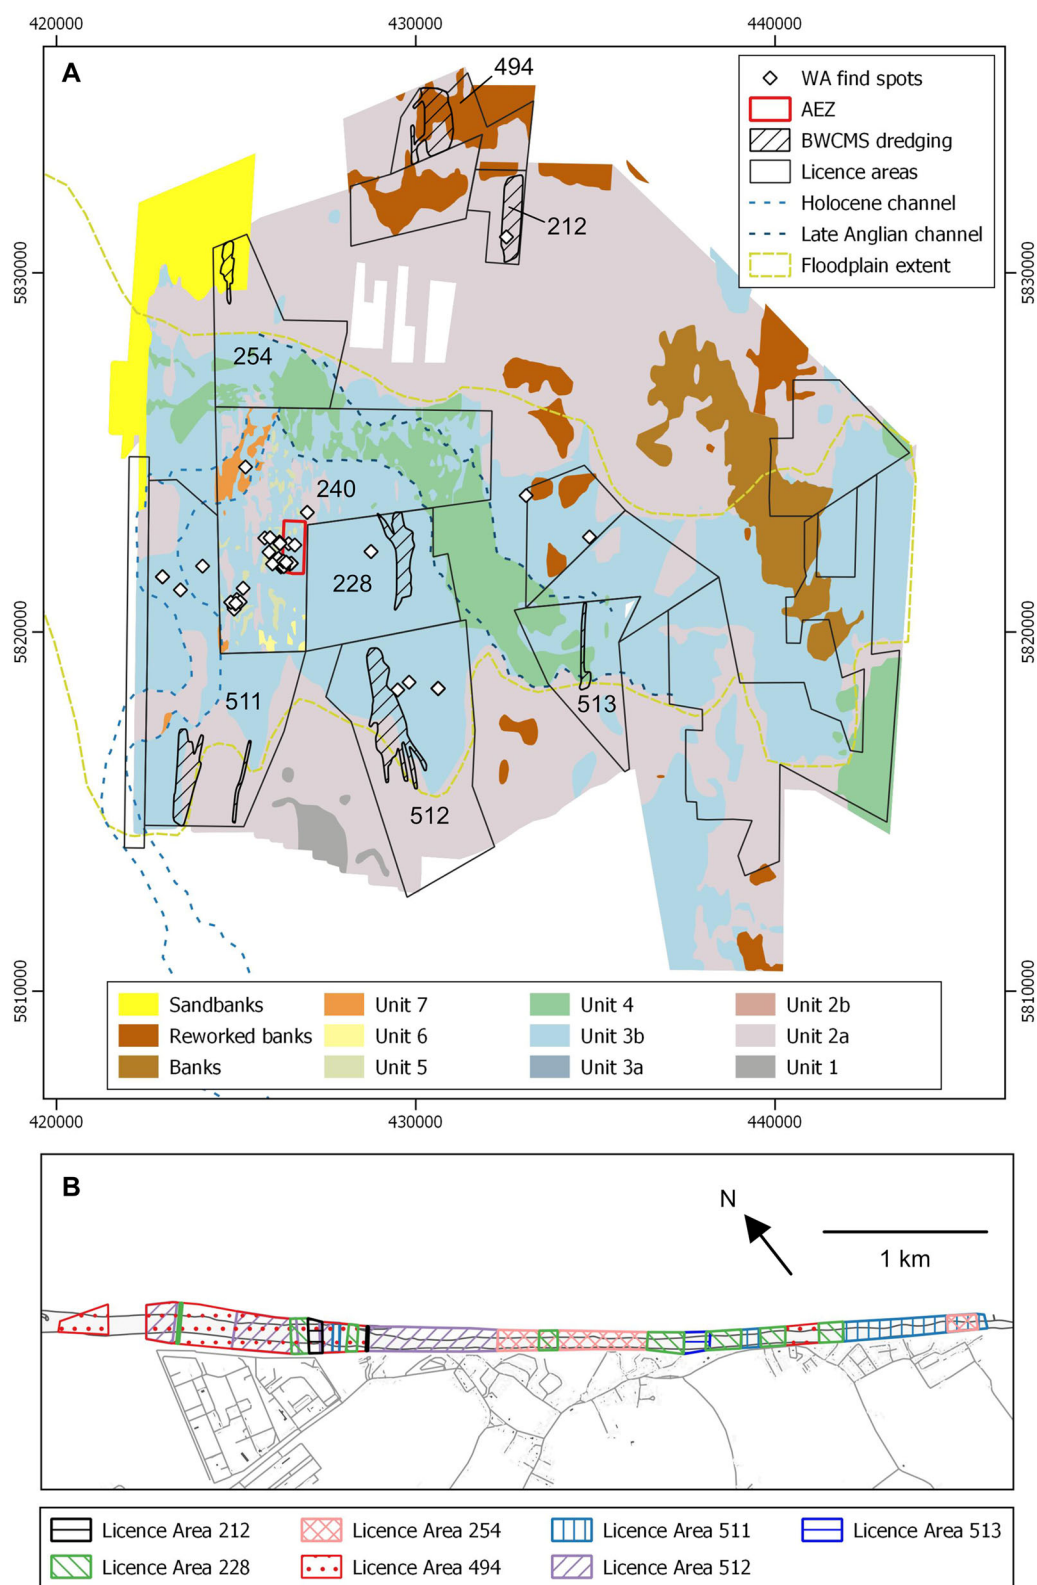 420000 430000 440000
A
494
WA find spots
AEZ
BWCMS dredging
Licence areas
Holocene channel
Late Anglian channel
Floodplain extent
212
5830000 5830000
254
240
228
5820000 5820000
511
513
512
5810000 5810000
Sandbanks Unit 7 Unit 4 Unit 2b
Reworked banks Unit 6 Unit 3b Unit 2a
Banks Unit 5 Unit 3a Unit 1
420000 430000 440000
B
N
1 km
Licence Area 212 Licence Area 254 Licence Area 511 Licence Area 513
Licence Area 228 Licence Area 494 Licence Area 512